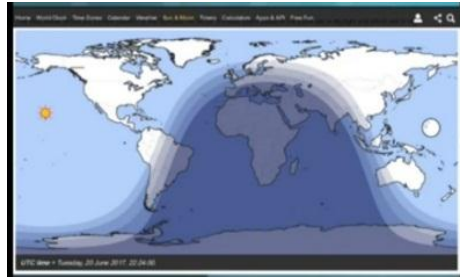 Home World Clock Time Zones Calendar Weather Sun & Moon Timers Calculators Apps & API Free Fun
UTC time = Tuesday, 20 June 2017, 22:04:00.